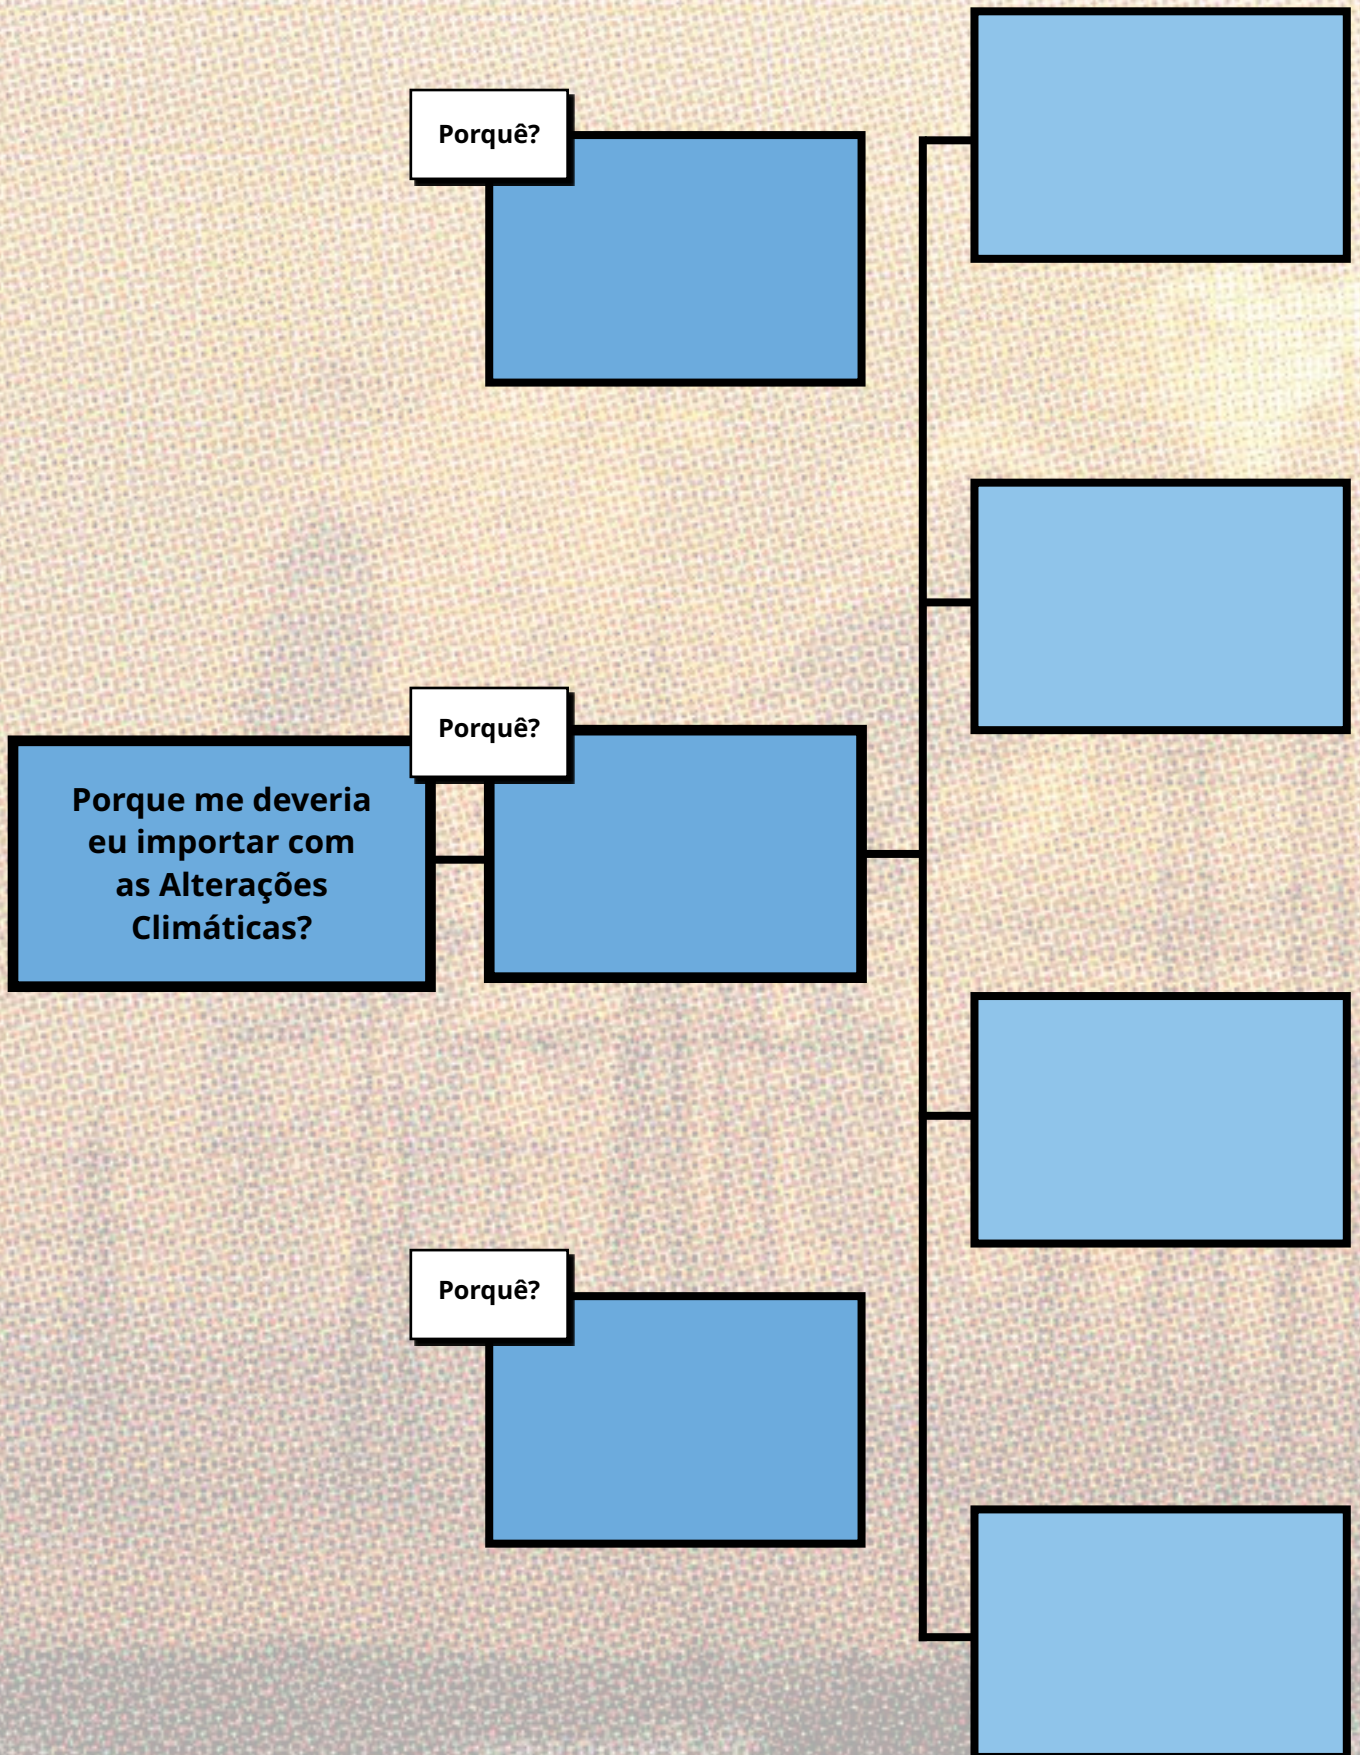 Porquê?
Porquê?
Porque me deveria
eu importar com
as Alterações
Climáticas?
Porquê?